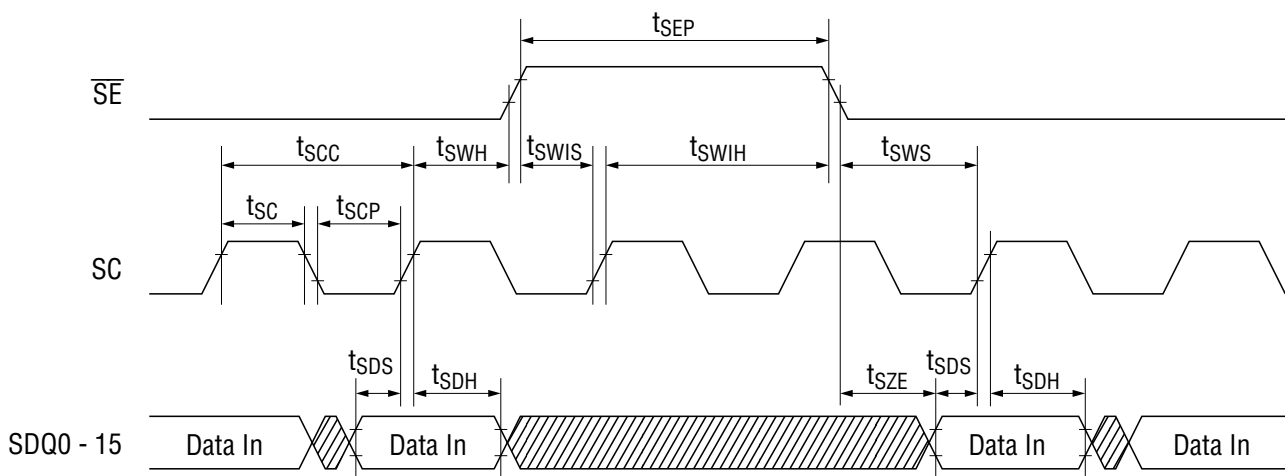 tSEP
SE
tSCC tSWH tSWIS tSWIH tSWS
tSC tSCP
SC
tSDS tSDH tSZE tSDS tSDH
SDQ0 - 15 Data In Data In Data In Data In